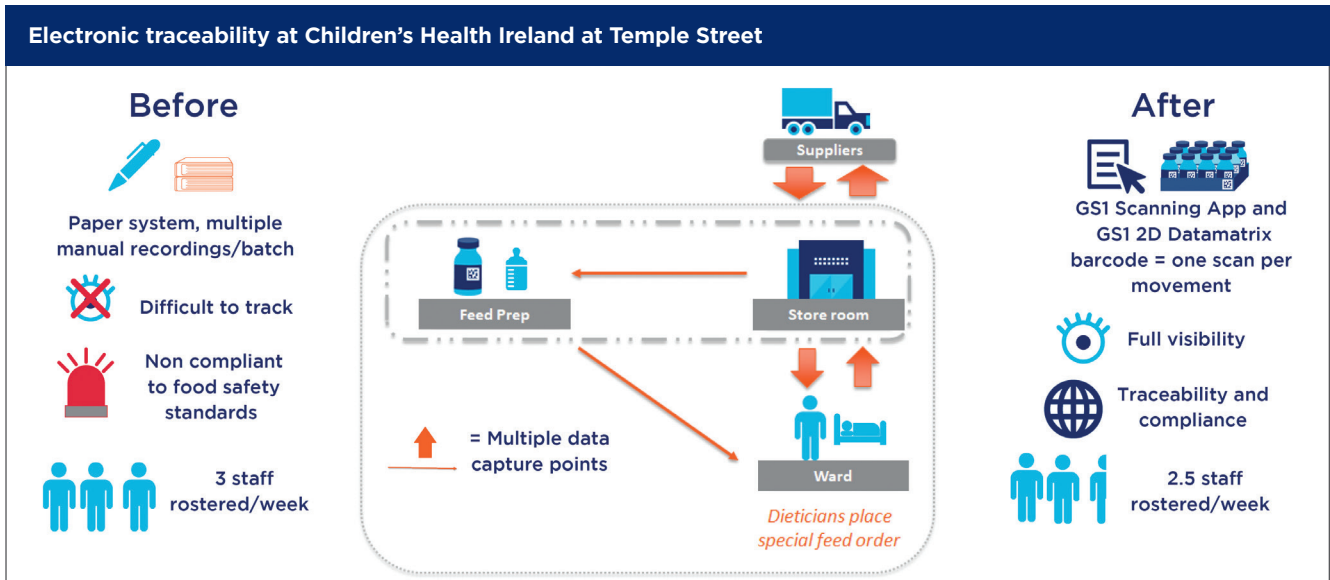 Electronic traceability at Children's Health Ireland at Temple Street
Before
Paper system, multiple
manual recordings/batch
Difficult to track
Non compliant
to food safety
standards
3 staff
rostered/week
Suppliers
Feed Prep
Store room
= Multiple data
capture points
Ward
Dieticians place
special feed order
After
GS1 Scanning App and
GS1 2D Datamatrix
barcode = one scan per
movement
Full visibility
Traceability and
compliance
2.5 staff
rostered/week